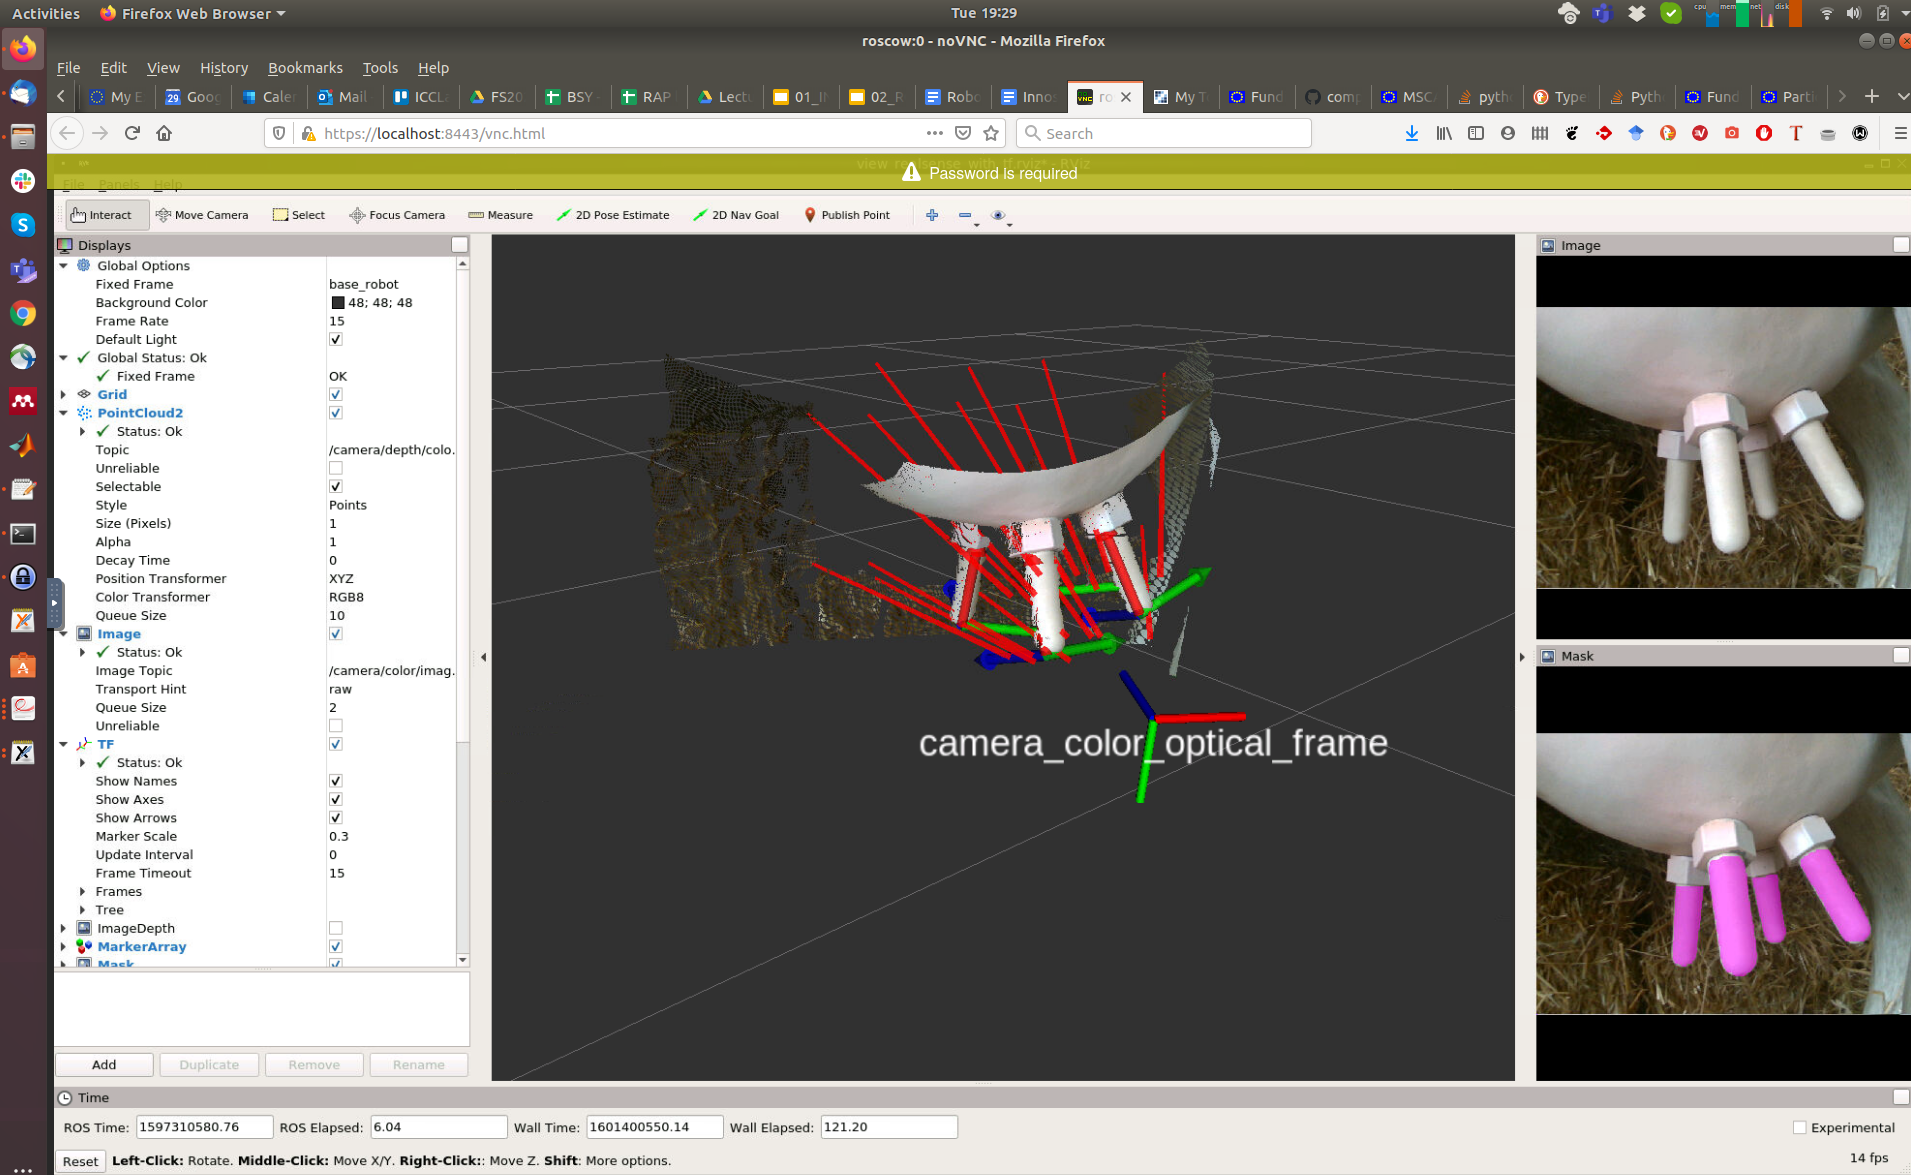 Activities Firefox Web Browser Tue 19:29 cpu mem net disk
roscow:0 - noVNC - Mozilla Firefox
File Edit View History Bookmarks Tools Help
My E Goo Cale Mail ICCL FS20 BSY RAP Lectu 01_I 02_R Robo Inno ro My T Fund com MSC pyth Type Pyth Fund Parti
https://localhost:8443/vnc.html Search
view_realsense_with_tf.rviz* - RViz
Password is required
File Panels Help
Interact Move Camera Select Focus Camera Measure 2D Pose Estimate 2D Nav Goal Publish Point
Displays
Global Options
Fixed Frame base_robot
Background Color 48; 48; 48
Frame Rate 15
Default Light
Global Status: Ok
Fixed Frame OK
Grid
PointCloud2
Status: Ok
Topic /camera/depth/colo.
Unreliable
Selectable
Style Points
Size (Pixels) 1
Alpha 1
Decay Time 0
Position Transformer XYZ
Color Transformer RGB8
Queue Size 10
Image
Status: Ok
Image Topic /camera/color/imag.
Transport Hint raw
Queue Size 2
Unreliable
TF
Status: Ok
Show Names
Show Axes
Show Arrows
Marker Scale 0.3
Update Interval 0
Frame Timeout 15
Frames
Tree
ImageDepth
MarkerArray
Mask
Add Duplicate Remove Rename
camera_color_optical_frame
Image
Mask
Time
ROS Time: 1597310580.76 ROS Elapsed: 6.04 Wall Time: 1601400550.14 Wall Elapsed: 121.20 Experimental
Reset Left-Click: Rotate. Middle-Click: Move X/Y. Right-Click:: Move Z. Shift: More options. 14 fps